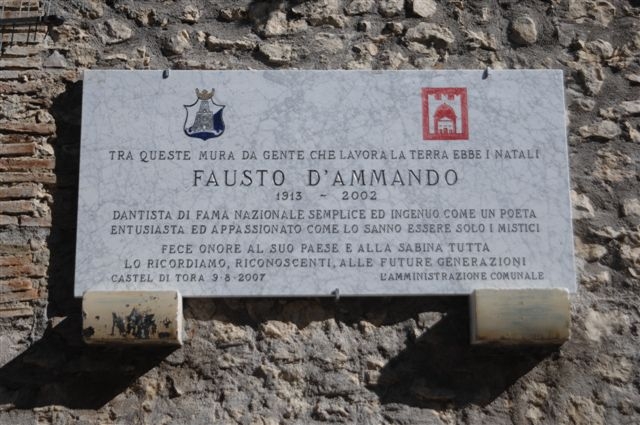 TRA QUESTE MURA DA GENTE CHE LAVORA LA TERRA EBBE I NATALI
FAUSTO D'AMMANDO
1913 - 2002
DANTISTA DI FAMA NAZIONALE SEMPLICE ED INGENUO COME UN POETA
ENTUSIASTA ED APPASSIONATO COME LO SANNO ESSERE SOLO I MISTICI
FECE ONORE AL SUO PAESE E ALLA SABINA TUTTA
LO RICORDIAMO, RICONOSCENTI, ALLE FUTURE GENERAZIONI
CASTEL DI TORA 9-8-2007 L'AMMINISTRAZIONE COMUNALE